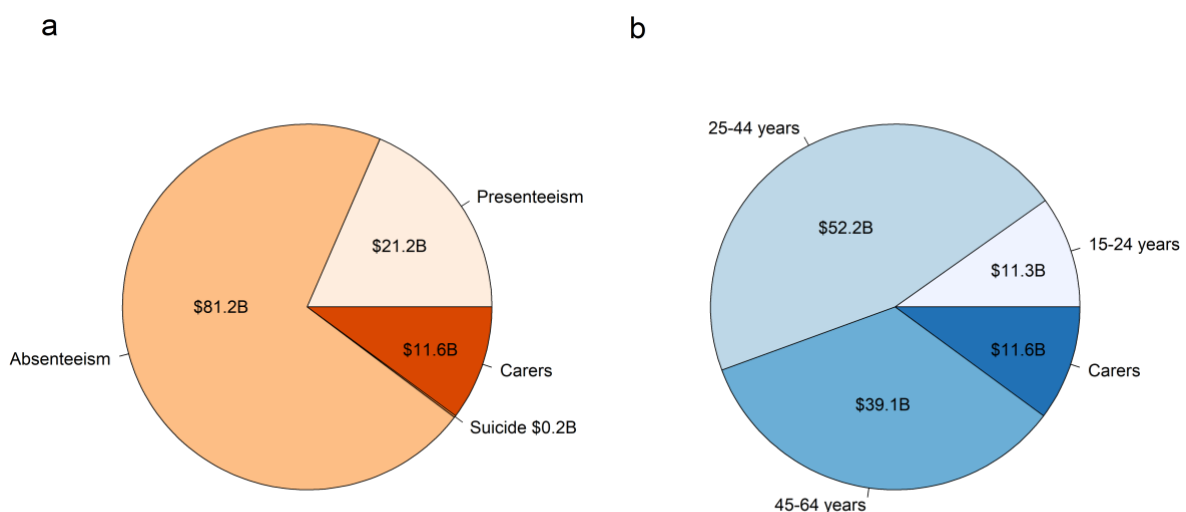 a
Presenteeism
$21.2B
$81.2B
Absenteeism
$11.6B
Carers
Suicide $0.2B
b
25-44 years
$52.2B
15-24 years
$11.3B
$11.6B
Carers
$39.1B
45-64 years